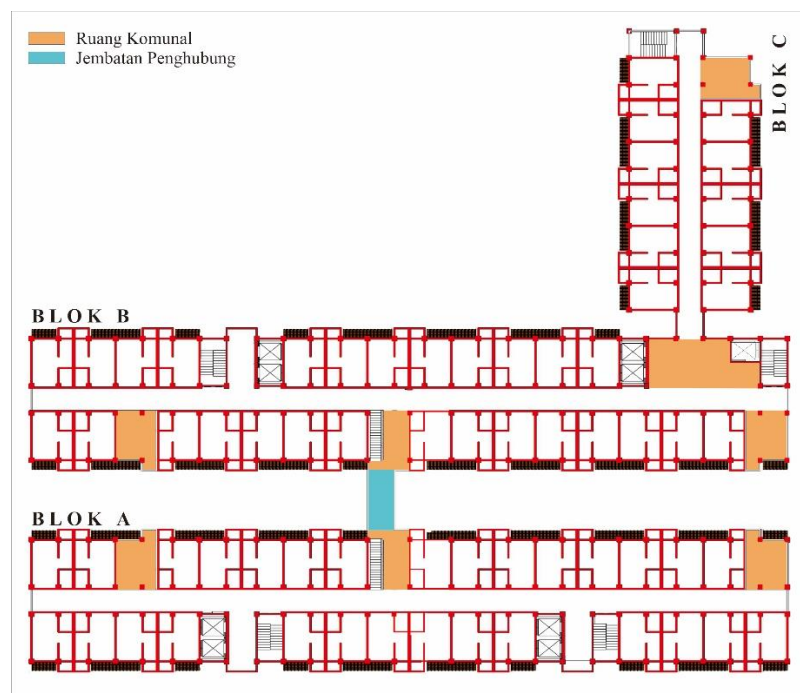 Ruang Komunal
Jembatan Penghubung
BLOK C
BLOK B
BLOK A